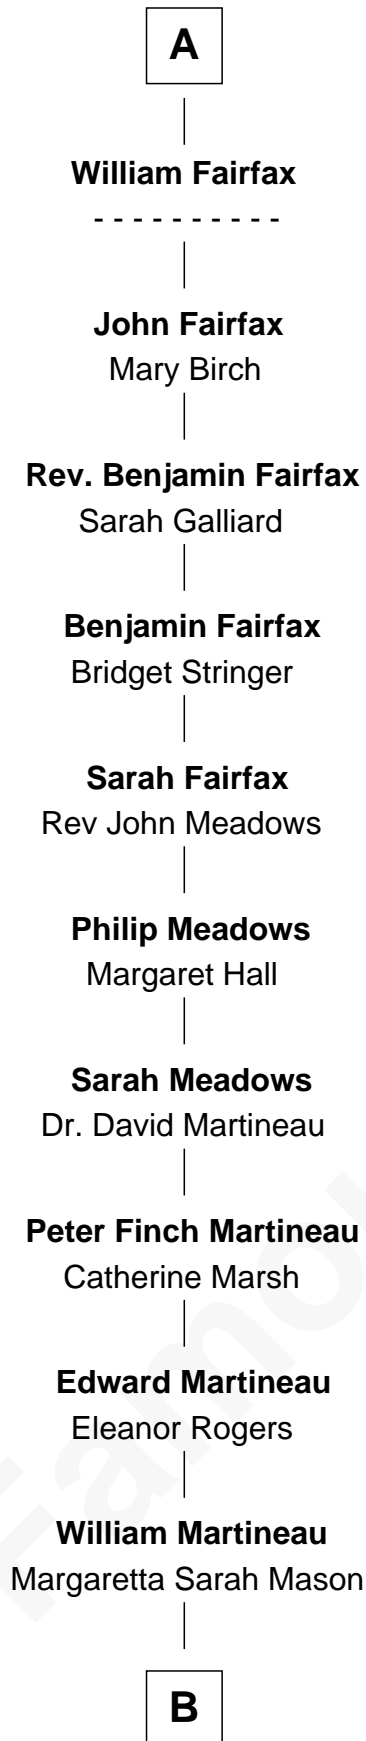 A
William Fairfax
- - - - - - - - - -
John Fairfax
Mary Birch
Rev. Benjamin Fairfax
Sarah Galliard
Benjamin Fairfax
Bridget Stringer
Sarah Fairfax
Rev John Meadows
Philip Meadows
Margaret Hall
Sarah Meadows
Dr. David Martineau
Peter Finch Martineau
Catherine Marsh
Edward Martineau
Eleanor Rogers
William Martineau
Margaretta Sarah Mason
B